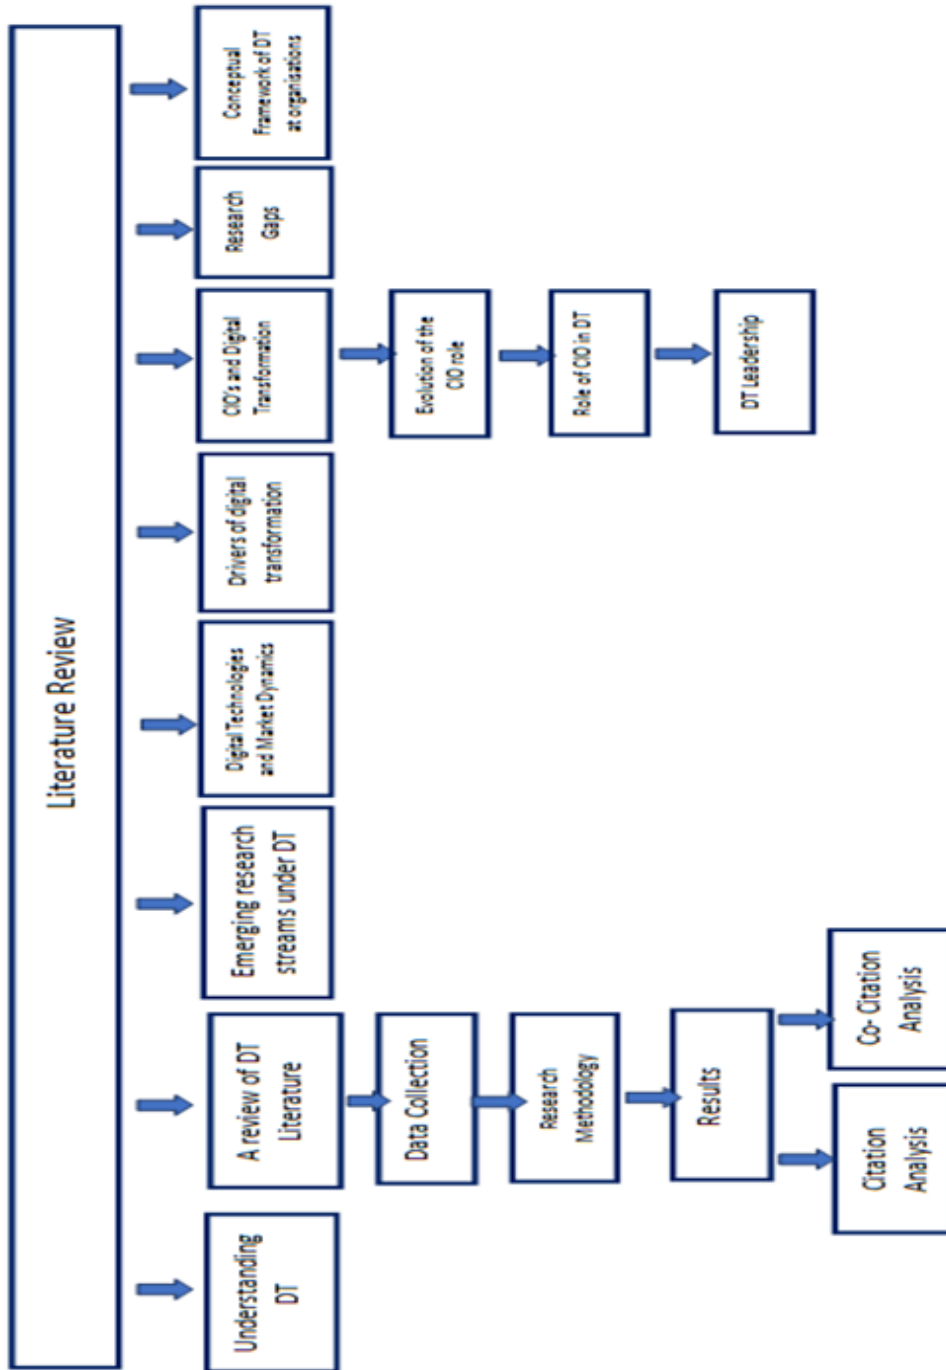 Literature Review
Understanding
DT
A review of DT
Literature
Emerging research
streams under DT
Digital Technologies
and Market Dynamics
Drivers of digital
transformation
CIO's and Digital
Transformation
Research
Gaps
Conceptual
Framework of DT
at organisations
Data Collection
Research
Methodology
Results
Citation
Analysis
Co- Citation
Analysis
Evolution of the
CIO role
Role of CIO in DT
DT Leadership